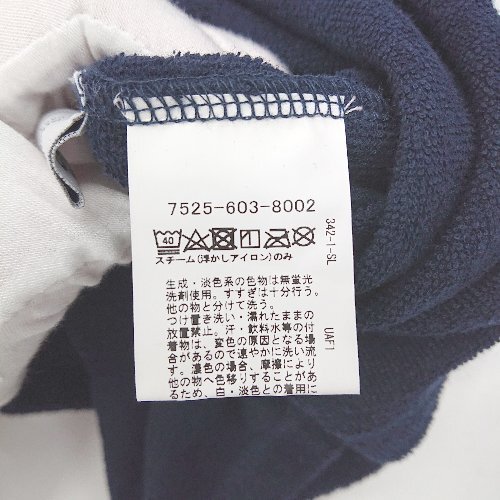 7525-603-8002
40
スチーム(浮かしアイロン)のみ
生成・淡色系の色物は無蛍光
洗剤使用。すすぎは十分行う。
他の物と分けて洗う。
つけ置き洗い・濡れたままの
放置禁止。汗・飲料水等の付
着物は、変色の原因となる場
合があるので速やかに洗い流
す。濃色の場合、摩擦により
他の物へ色移りすることがあ
るため、白・淡色との着用に
342-1-SL
UAF1